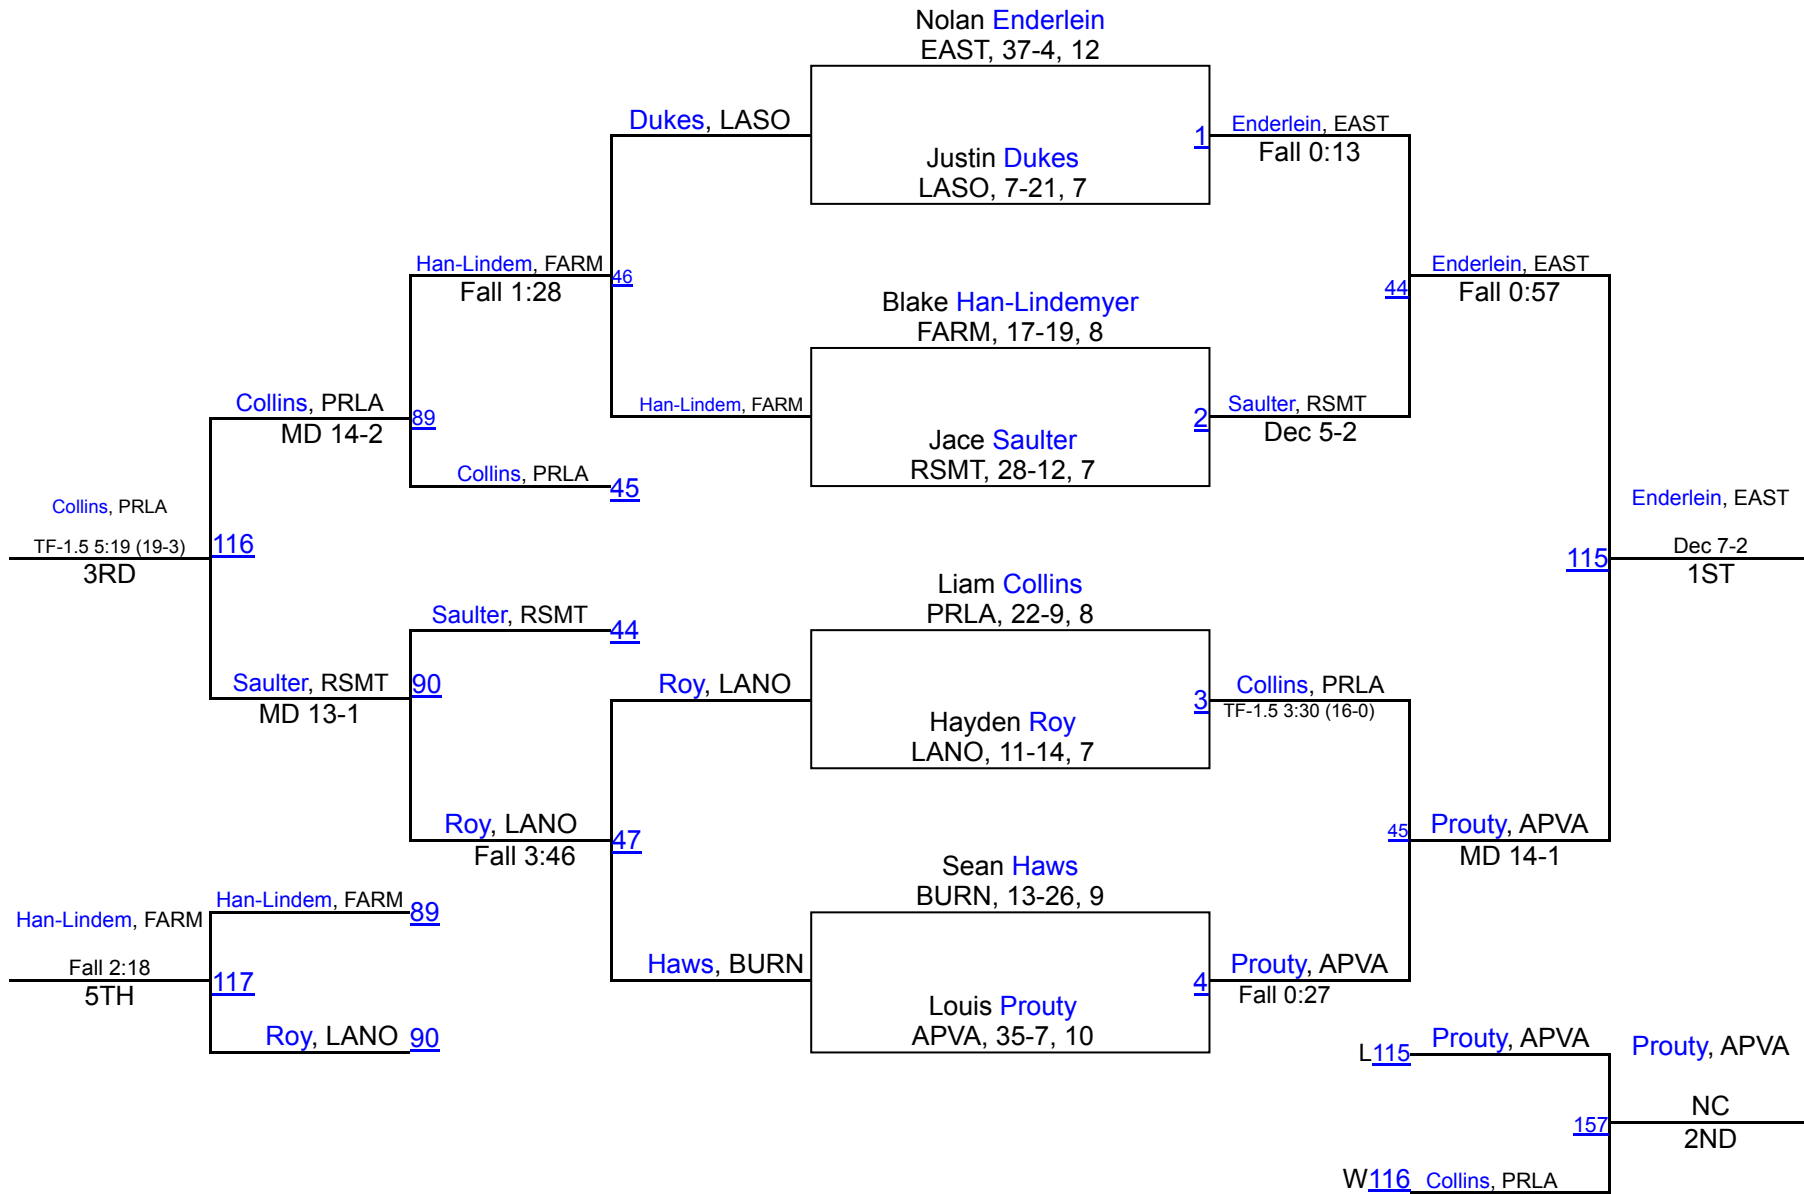 Nolan Enderlein
EAST, 37-4, 12
Dukes, LASO
1
Enderlein, EAST
Fall 0:13
Justin Dukes
LASO, 7-21, 7
Han-Lindem, FARM
46
Fall 1:28
Enderlein, EAST
44
Fall 0:57
Blake Han-Lindemyer
FARM, 17-19, 8
Collins, PRLA
89
MD 14-2
Han-Lindem, FARM
2
Saulter, RSMT
Dec 5-2
Jace Saulter
RSMT, 28-12, 7
Collins, PRLA
45
Collins, PRLA
TF-1.5 5:19 (19-3)
116
3RD
Enderlein, EAST
115
Dec 7-2
1ST
Liam Collins
PRLA, 22-9, 8
Saulter, RSMT
44
Saulter, RSMT
90
MD 13-1
Roy, LANO
3
Collins, PRLA
TF-1.5 3:30 (16-0)
Hayden Roy
LANO, 11-14, 7
Roy, LANO
47
Fall 3:46
45
Prouty, APVA
MD 14-1
Sean Haws
BURN, 13-26, 9
Han-Lindem, FARM
Han-Lindem, FARM
89
Fall 2:18
117
5TH
Haws, BURN
4
Prouty, APVA
Fall 0:27
Louis Prouty
APVA, 35-7, 10
Roy, LANO
90
L115
Prouty, APVA
Prouty, APVA
157
NC
2ND
W116
Collins, PRLA